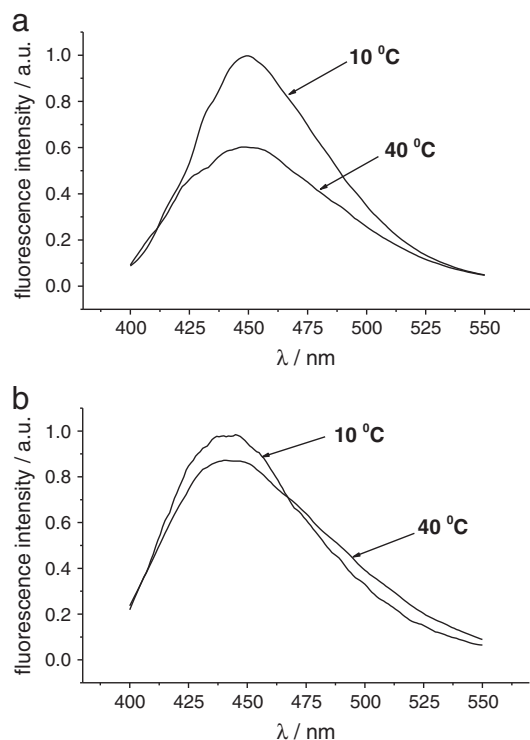 a
fluorescence intensity / a.u.
1.0
0.8
0.6
0.4
0.2
0.0
10 ⁰C
40 ⁰C
400 425 450 475 500 525 550
λ / nm
b
fluorescence intensity / a.u.
1.0
0.8
0.6
0.4
0.2
0.0
10 ⁰C
40 ⁰C
400 425 450 475 500 525 550
λ / nm